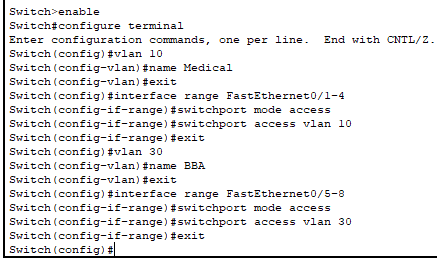 Switch>enable
Switch#configure terminal
Enter configuration commands, one per line.  End with CNTL/Z.
Switch(config)#vlan 10
Switch(config-vlan)#name Medical
Switch(config-vlan)#exit
Switch(config)#interface range FastEthernet0/1-4
Switch(config-if-range)#switchport mode access
Switch(config-if-range)#switchport access vlan 10
Switch(config-if-range)#exit
Switch(config)#vlan 30
Switch(config-vlan)#name BBA
Switch(config-vlan)#exit
Switch(config)#interface range FastEthernet0/5-8
Switch(config-if-range)#switchport mode access
Switch(config-if-range)#switchport access vlan 30
Switch(config-if-range)#exit
Switch(config)#